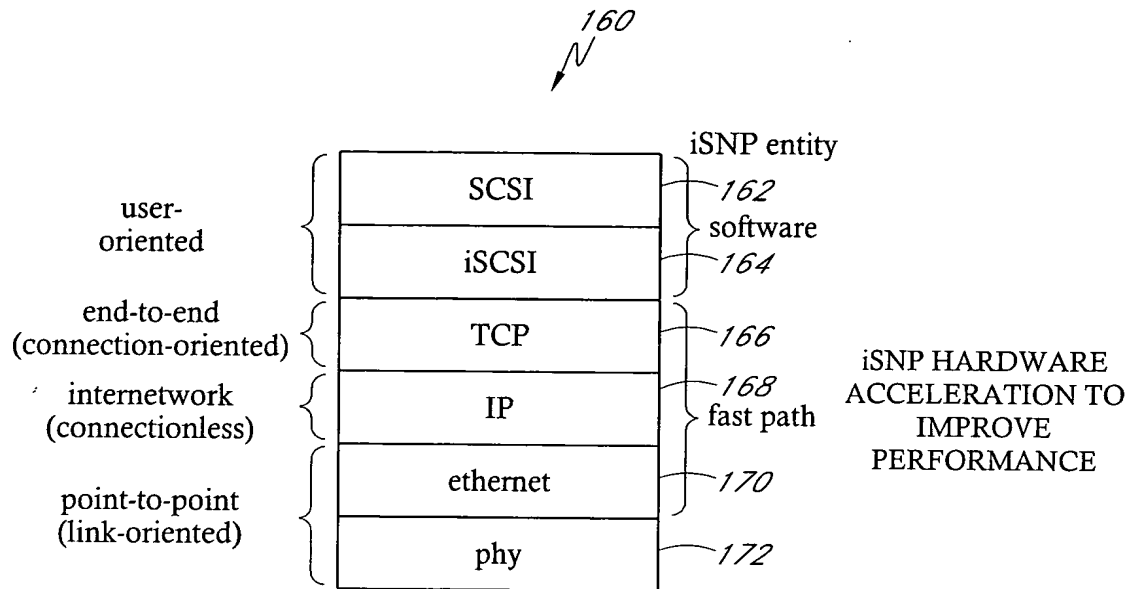 160
iSNP entity
SCSI
162
user-
oriented
software
iSCSI
164
end-to-end
(connection-oriented)
TCP
166
iSNP HARDWARE
ACCELERATION TO
IMPROVE
PERFORMANCE
internetwork
(connectionless)
IP
168
fast path
ethernet
170
point-to-point
(link-oriented)
phy
172